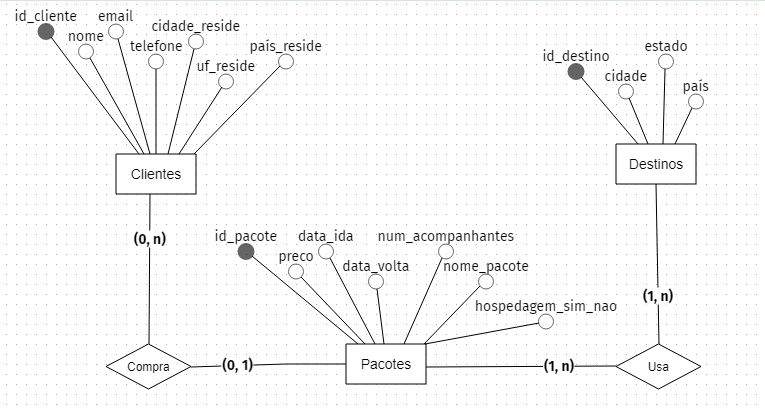 id_cliente
nome
email
telefone
cidade_reside
uf_reside
país_reside
Clientes
id_destino
cidade
estado
país
Destinos
(0, n)
id_pacote
preco
data_ida
data_volta
num_acompanhantes
nome_pacote
hospedagem_sim_nao
(1, n)
Compra
(0, 1)
Pacotes
(1, n)
Usa